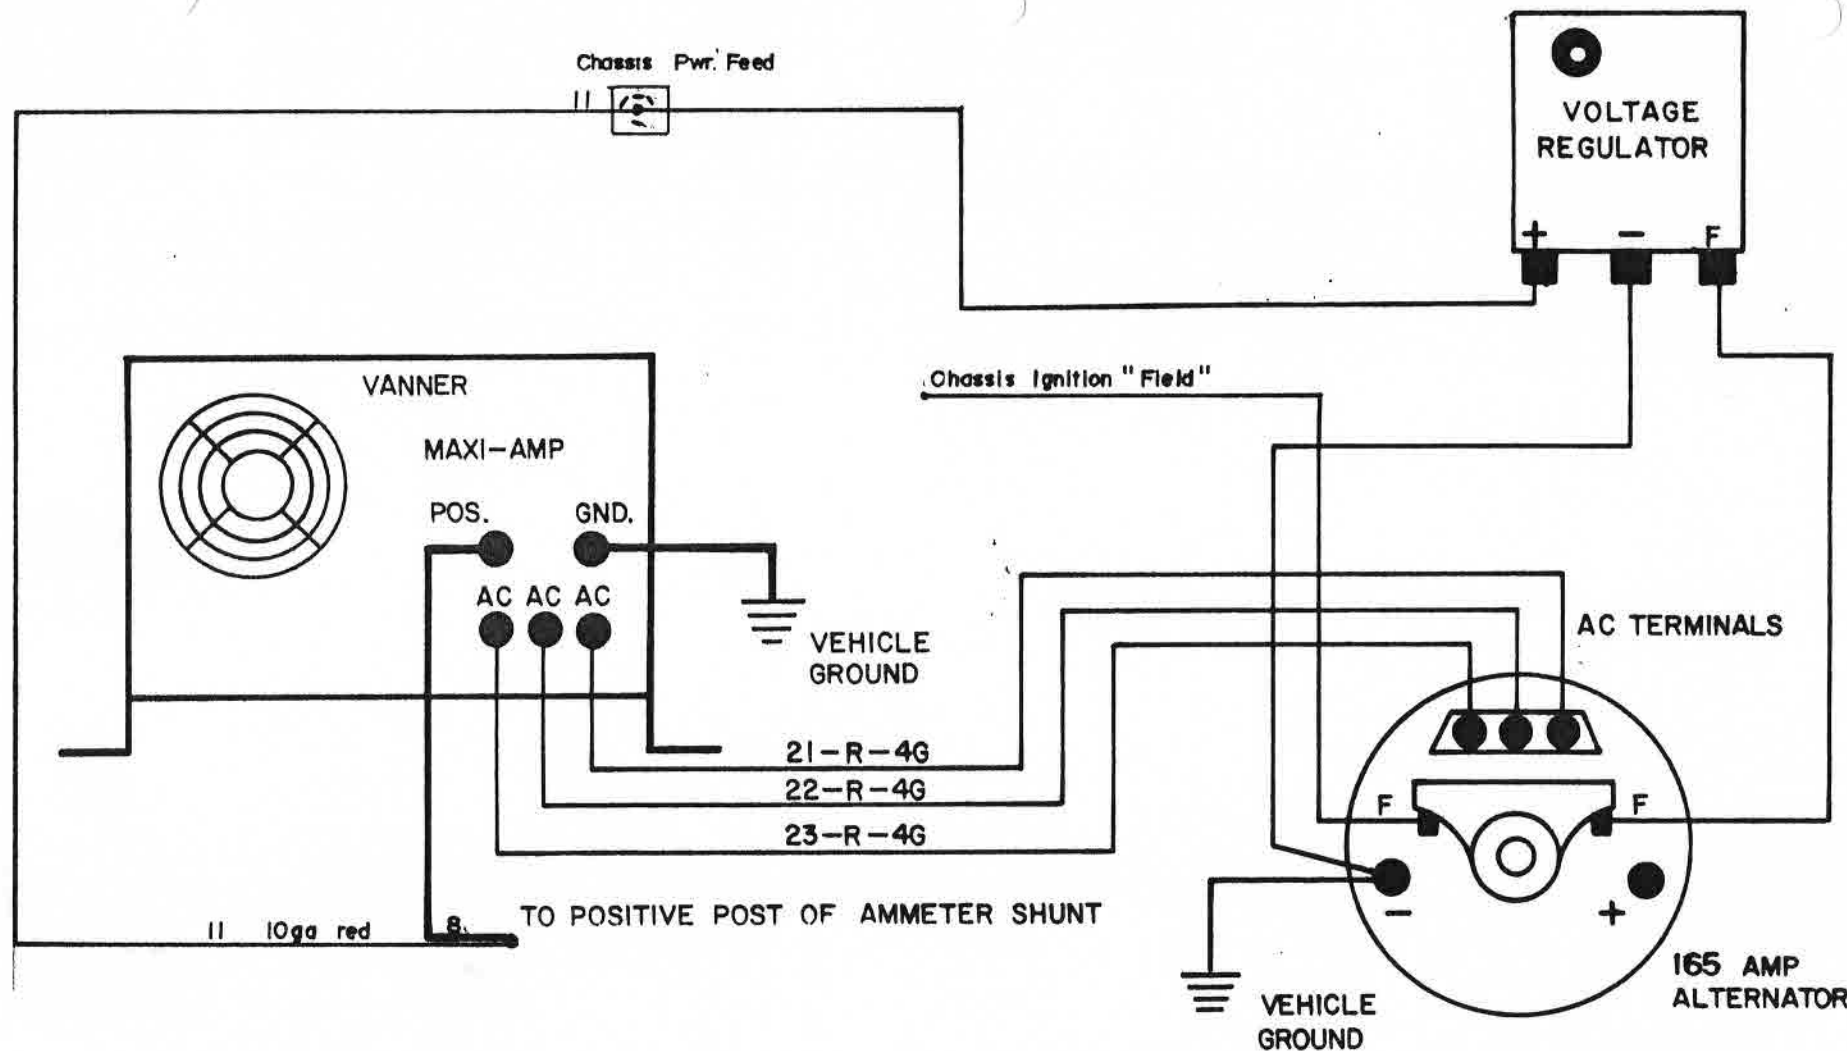 Chassis Pwr. Feed
11
VOLTAGE
REGULATOR
+ − F
Chassis Ignition "Field"
VANNER
MAXI-AMP
POS. GND.
AC AC AC
VEHICLE
GROUND
AC TERMINALS
21-R-4G
22-R-4G
23-R-4G
F F
− +
TO POSITIVE POST OF AMMETER SHUNT
11 10ga red 8
165 AMP
ALTERNATOR
VEHICLE
GROUND